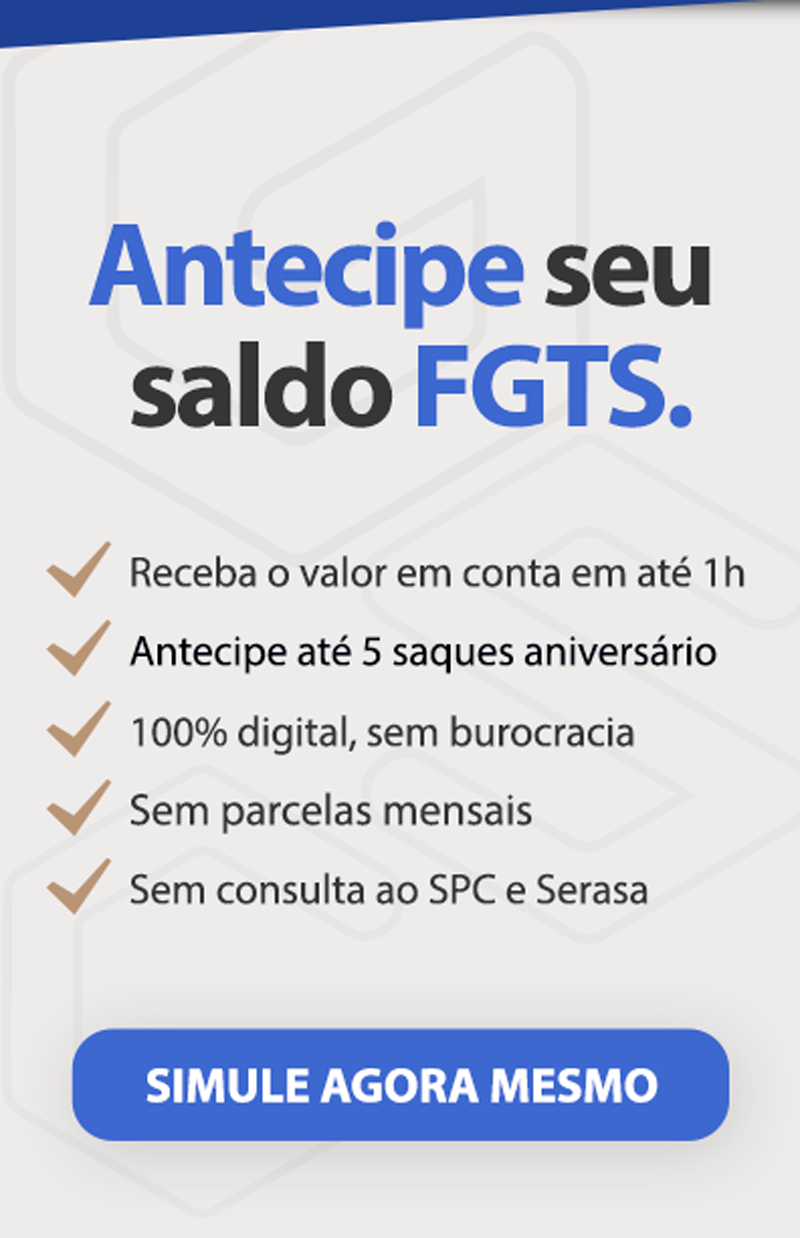 Antecipe seu
saldo FGTS.
Receba o valor em conta em até 1h
Antecipe até 5 saques aniversário
100% digital, sem burocracia
Sem parcelas mensais
Sem consulta ao SPC e Serasa
SIMULE AGORA MESMO